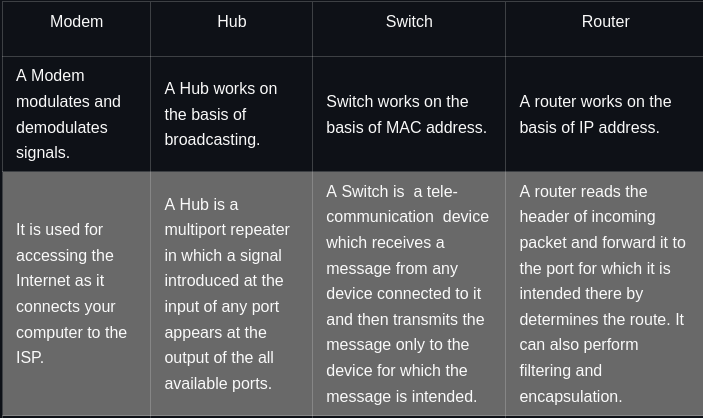 Modem
Hub
Switch
Router
A Modem
modulates and
demodulates
signals.
A Hub works on
the basis of
broadcasting.
Switch works on the
basis of MAC address.
A router works on the
basis of IP address.
It is used for
accessing the
Internet as it
connects your
computer to the
ISP.
A Hub is a
multiport repeater
in which a signal
introduced at the
input of any port
appears at the
output of the all
available ports.
A Switch is  a tele-
communication  device
which receives a
message from any
device connected to it
and then transmits the
message only to the
device for which the
message is intended.
A router reads the
header of incoming
packet and forward it to
the port for which it is
intended there by
determines the route. It
can also perform
filtering and
encapsulation.